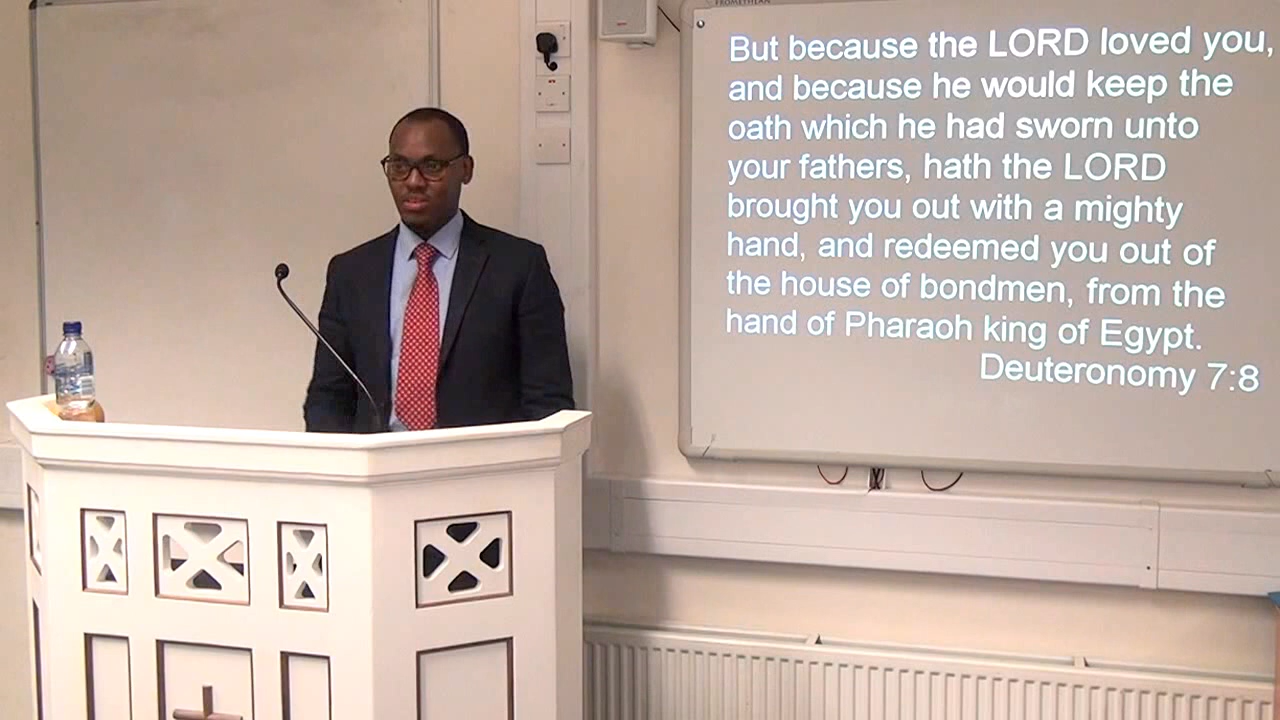 PROMETHEAN
But because the LORD loved you,
and because he would keep the
oath which he had sworn unto
your fathers, hath the LORD
brought you out with a mighty
hand, and redeemed you out of
the house of bondmen, from the
hand of Pharaoh king of Egypt.
Deuteronomy 7:8